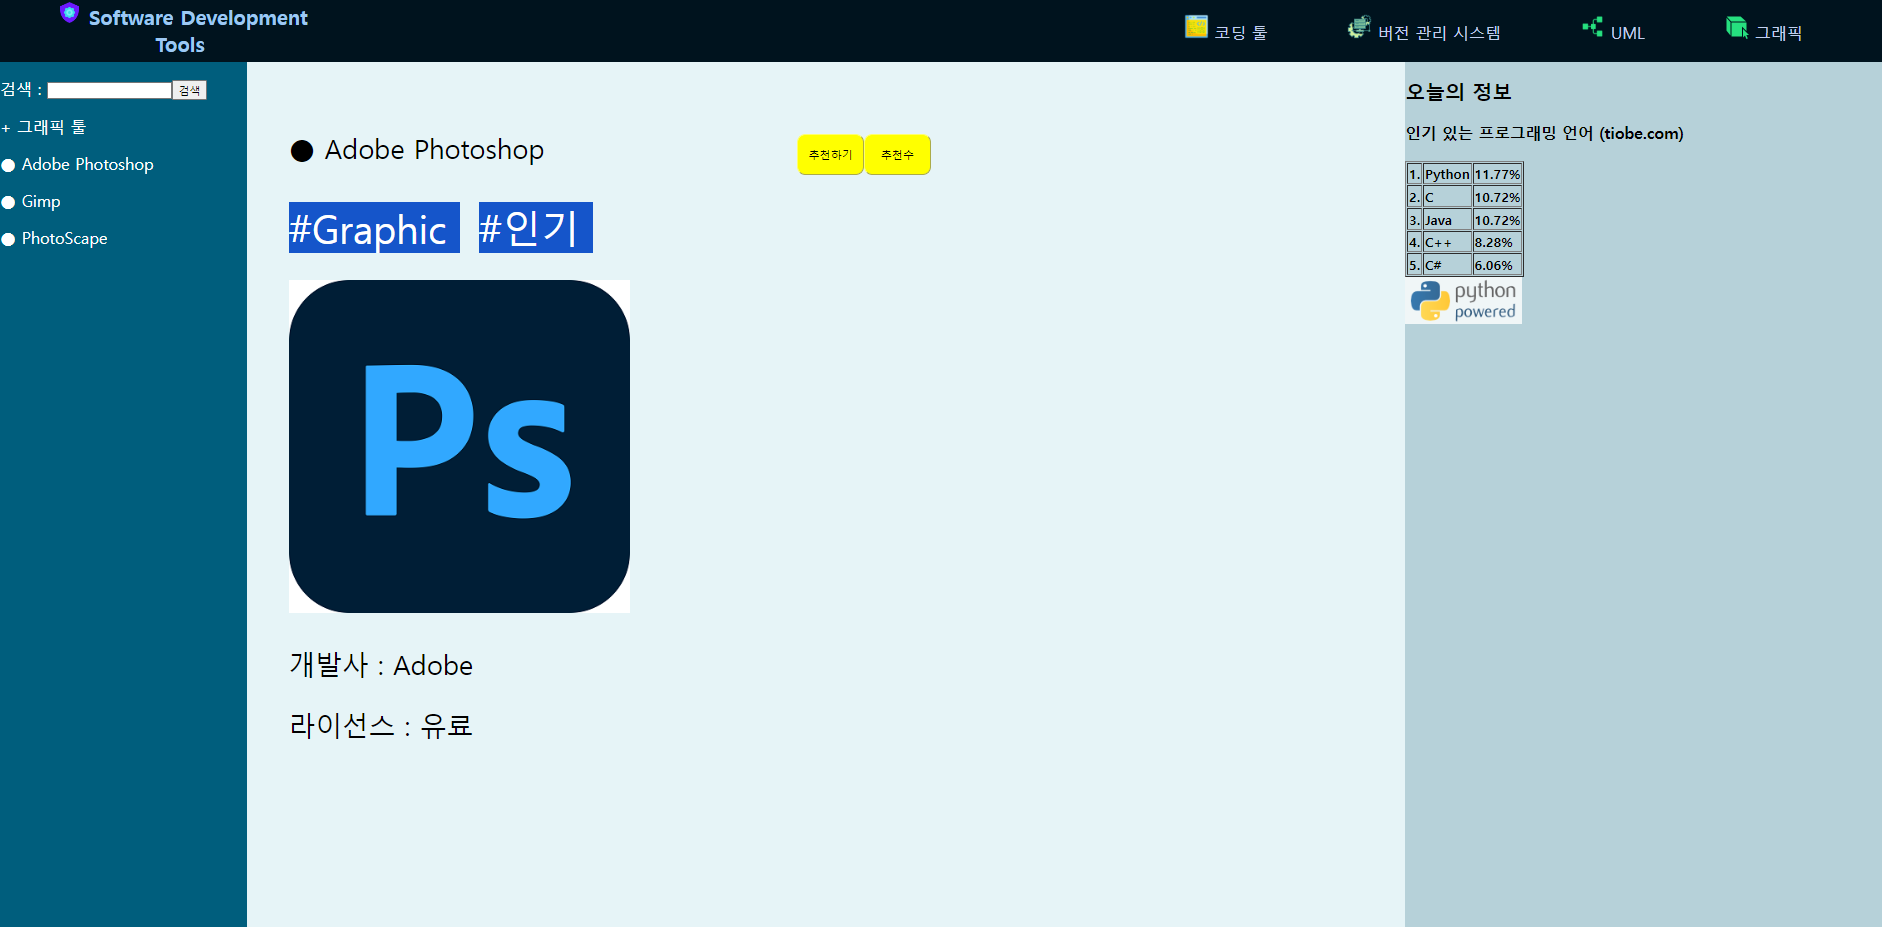 Software Development
Tools
코딩 툴
버전 관리 시스템
UML
그래픽
검색 :
검색
+ 그래픽 툴
● Adobe Photoshop
● Gimp
● PhotoScape
● Adobe Photoshop
추천하기
추천수
#Graphic #인기
Ps
개발사 : Adobe
라이선스 : 유료
오늘의 정보
인기 있는 프로그래밍 언어 (tiobe.com)
1. Python 11.77%
2. C 10.72%
3. Java 10.72%
4. C++ 8.28%
5. C# 6.06%
python
powered